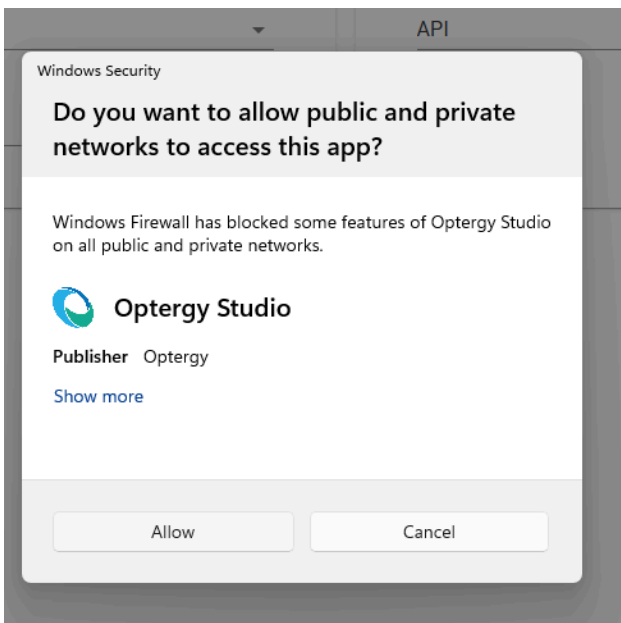 API
Windows Security
Do you want to allow public and private
networks to access this app?
Windows Firewall has blocked some features of Optergy Studio
on all public and private networks.
Optergy Studio
Publisher Optergy
Show more
Allow Cancel